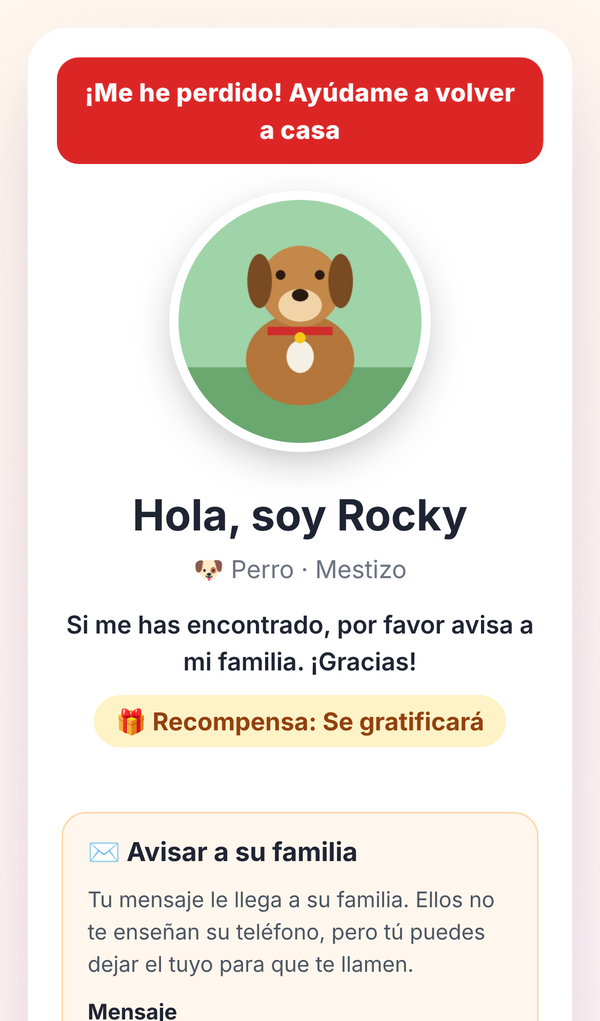 ¡Me he perdido! Ayúdame a volver
a casa
Hola, soy Rocky
🐶 Perro · Mestizo
Si me has encontrado, por favor avisa a
mi familia. ¡Gracias!
🎁 Recompensa: Se gratificará
✉️ Avisar a su familia
Tu mensaje le llega a su familia. Ellos no
te enseñan su teléfono, pero tú puedes
dejar el tuyo para que te llamen.
Mensaje